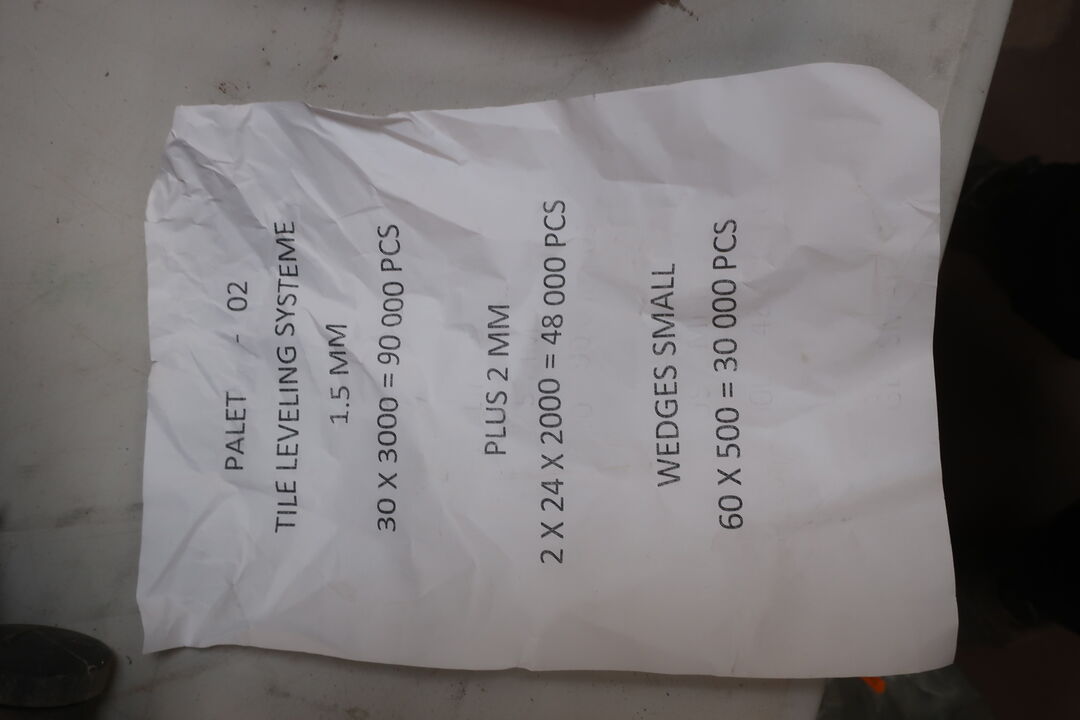 PALET - 02
TILE LEVELING SYSTEME
1.5 MM
30 X 3000 = 90 000 PCS
PLUS 2 MM
2 X 24 X 2000 = 48 000 PCS
WEDGES SMALL
60 X 500 = 30 000 PCS